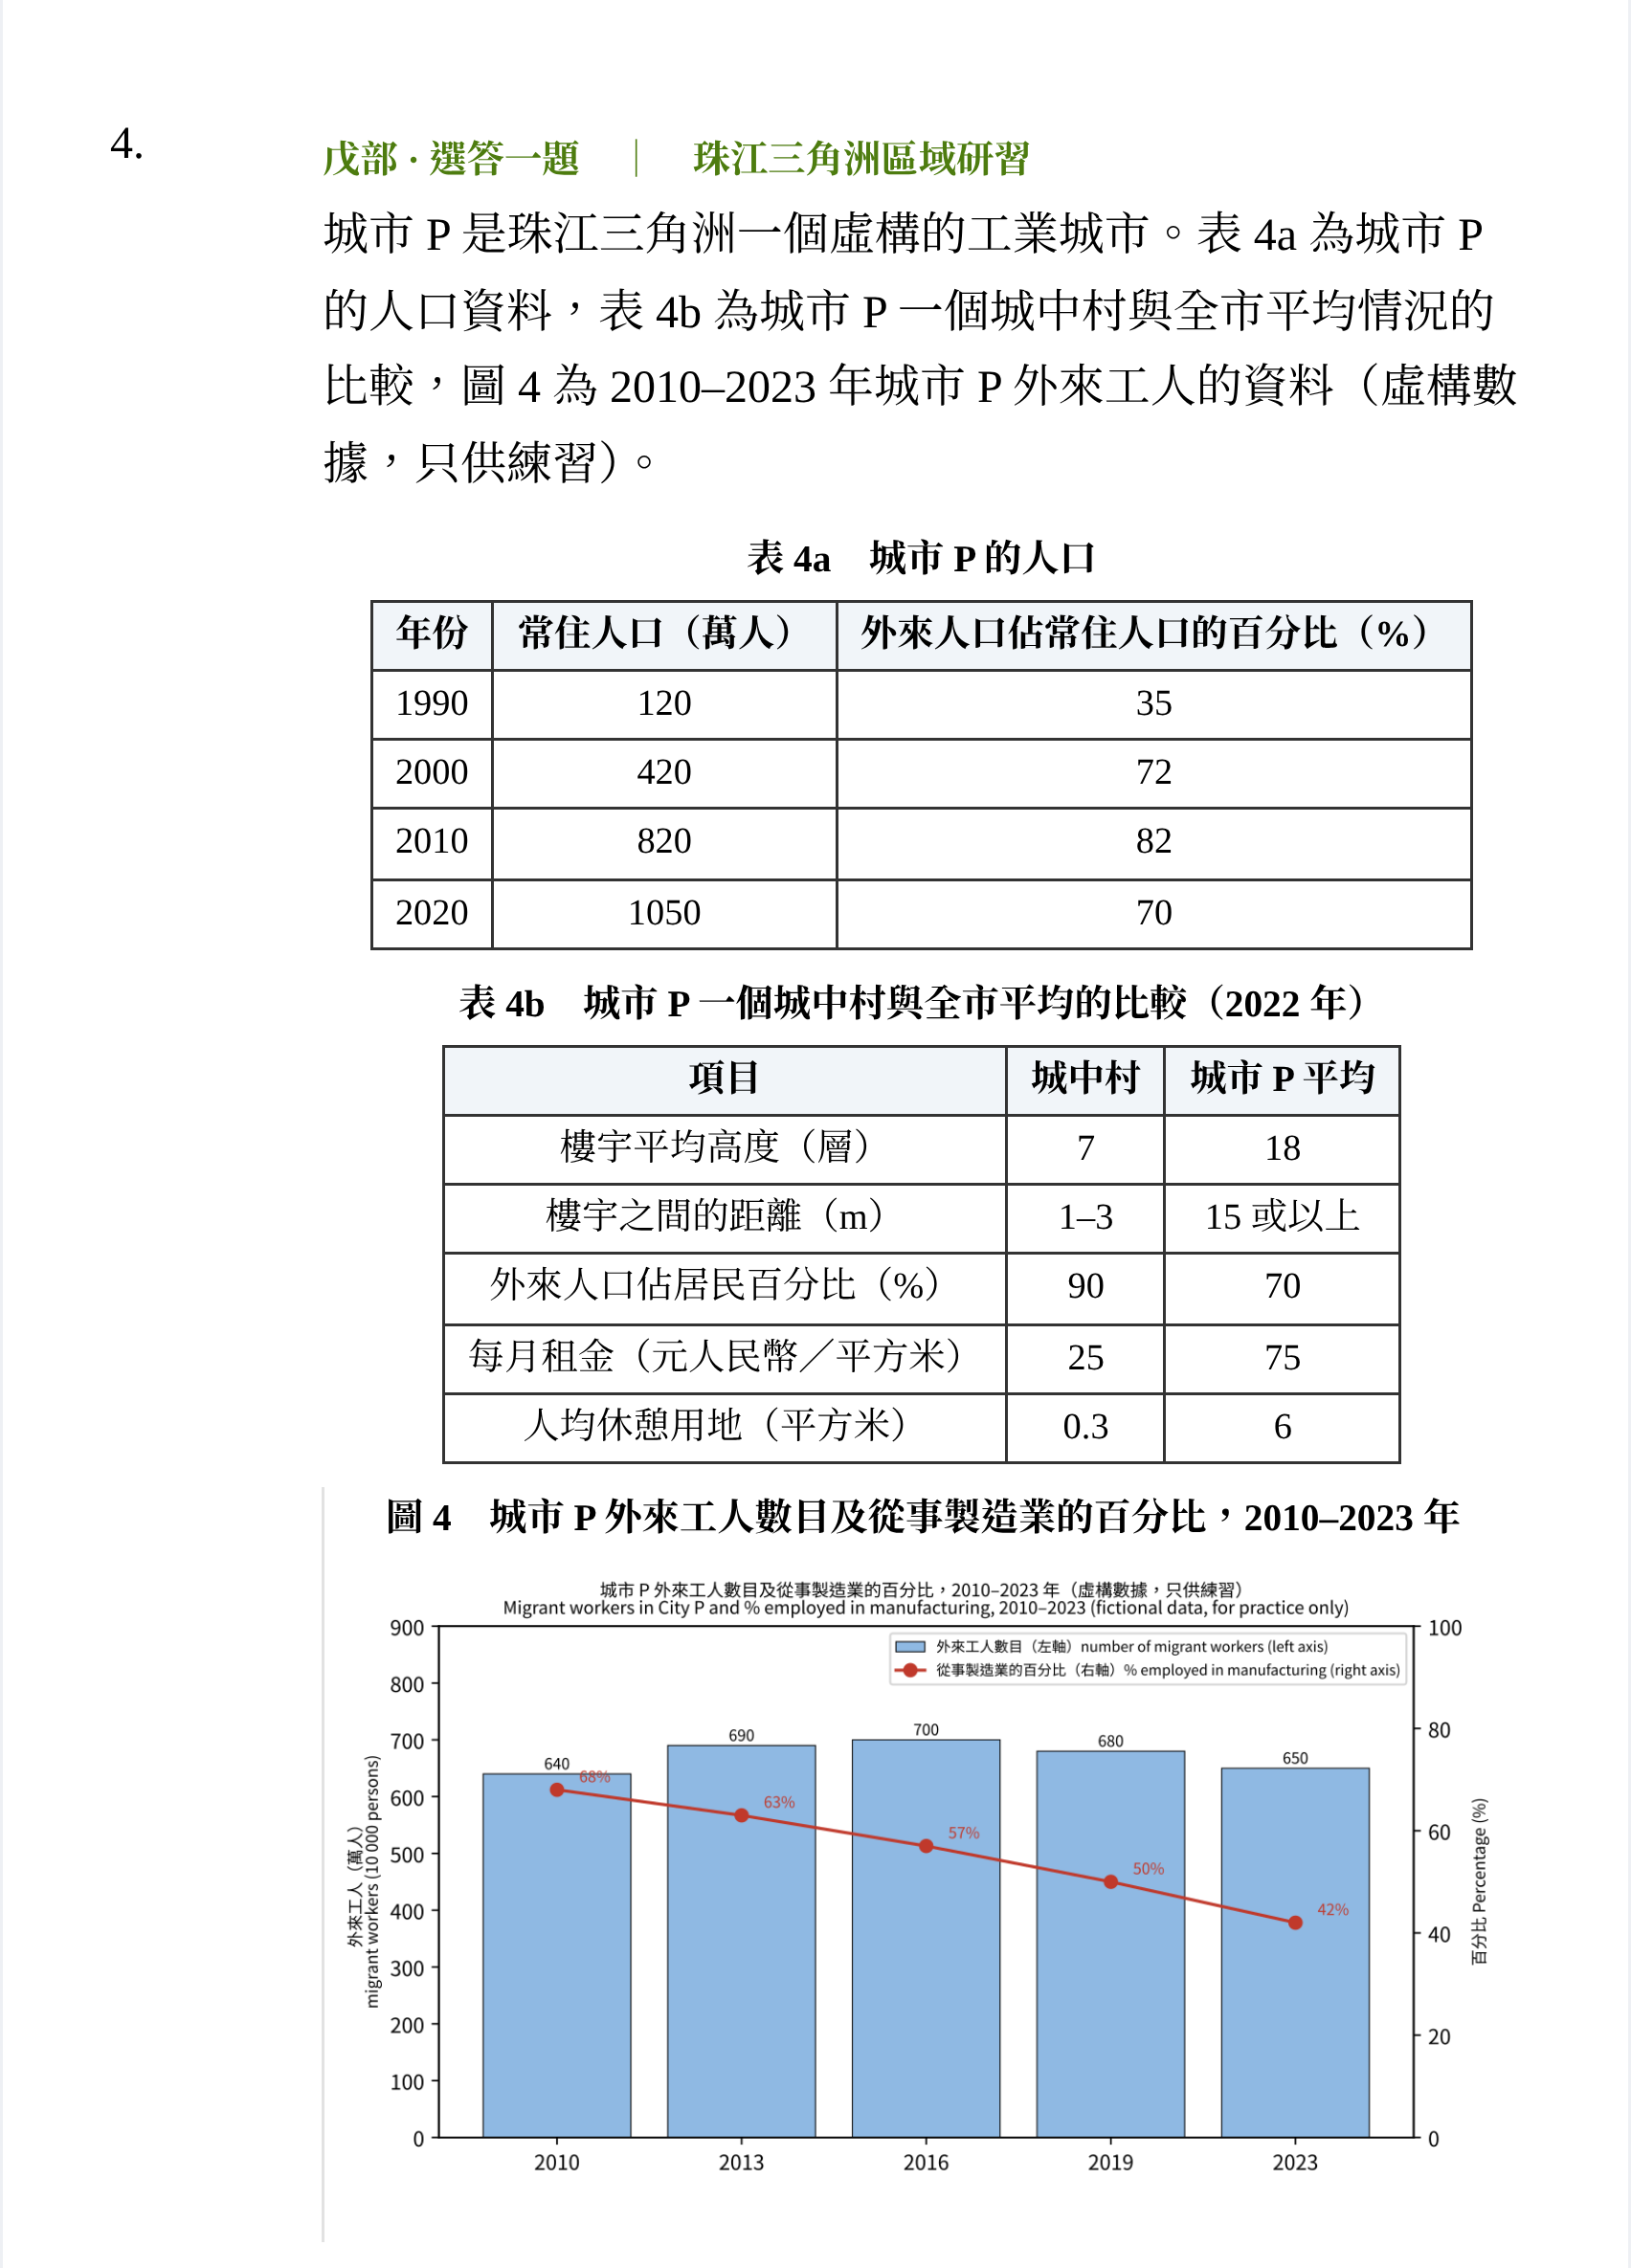 4.
戊部 · 選答一題 ｜ 珠江三角洲區域研習
城市 P 是珠江三角洲一個虛構的工業城市。表 4a 為城市 P
的人口資料，表 4b 為城市 P 一個城中村與全市平均情況的
比較，圖 4 為 2010–2023 年城市 P 外來工人的資料（虛構數
據，只供練習）。
表 4a 城市 P 的人口
年份 常住人口（萬人） 外來人口佔常住人口的百分比（%）
1990 120 35
2000 420 72
2010 820 82
2020 1050 70
表 4b 城市 P 一個城中村與全市平均的比較（2022 年）
項目 城中村 城市 P 平均
樓宇平均高度（層） 7 18
樓宇之間的距離（m） 1–3 15 或以上
外來人口佔居民百分比（%） 90 70
每月租金（元人民幣／平方米） 25 75
人均休憩用地（平方米） 0.3 6
圖 4 城市 P 外來工人數目及從事製造業的百分比，2010–2023 年
城市 P 外來工人數目及從事製造業的百分比，2010–2023 年（虛構數據，只供練習）
Migrant workers in City P and % employed in manufacturing, 2010–2023 (fictional data, for practice only)
外來工人數目（左軸）number of migrant workers (left axis)
從事製造業的百分比（右軸）% employed in manufacturing (right axis)
外來工人（萬人）
migrant workers (10 000 persons)
900
800
700
600
500
400
300
200
100
0
640
690
700
680
650
68%
63%
57%
50%
42%
100
80
60
40
20
0
百分比 Percentage (%)
2010 2013 2016 2019 2023